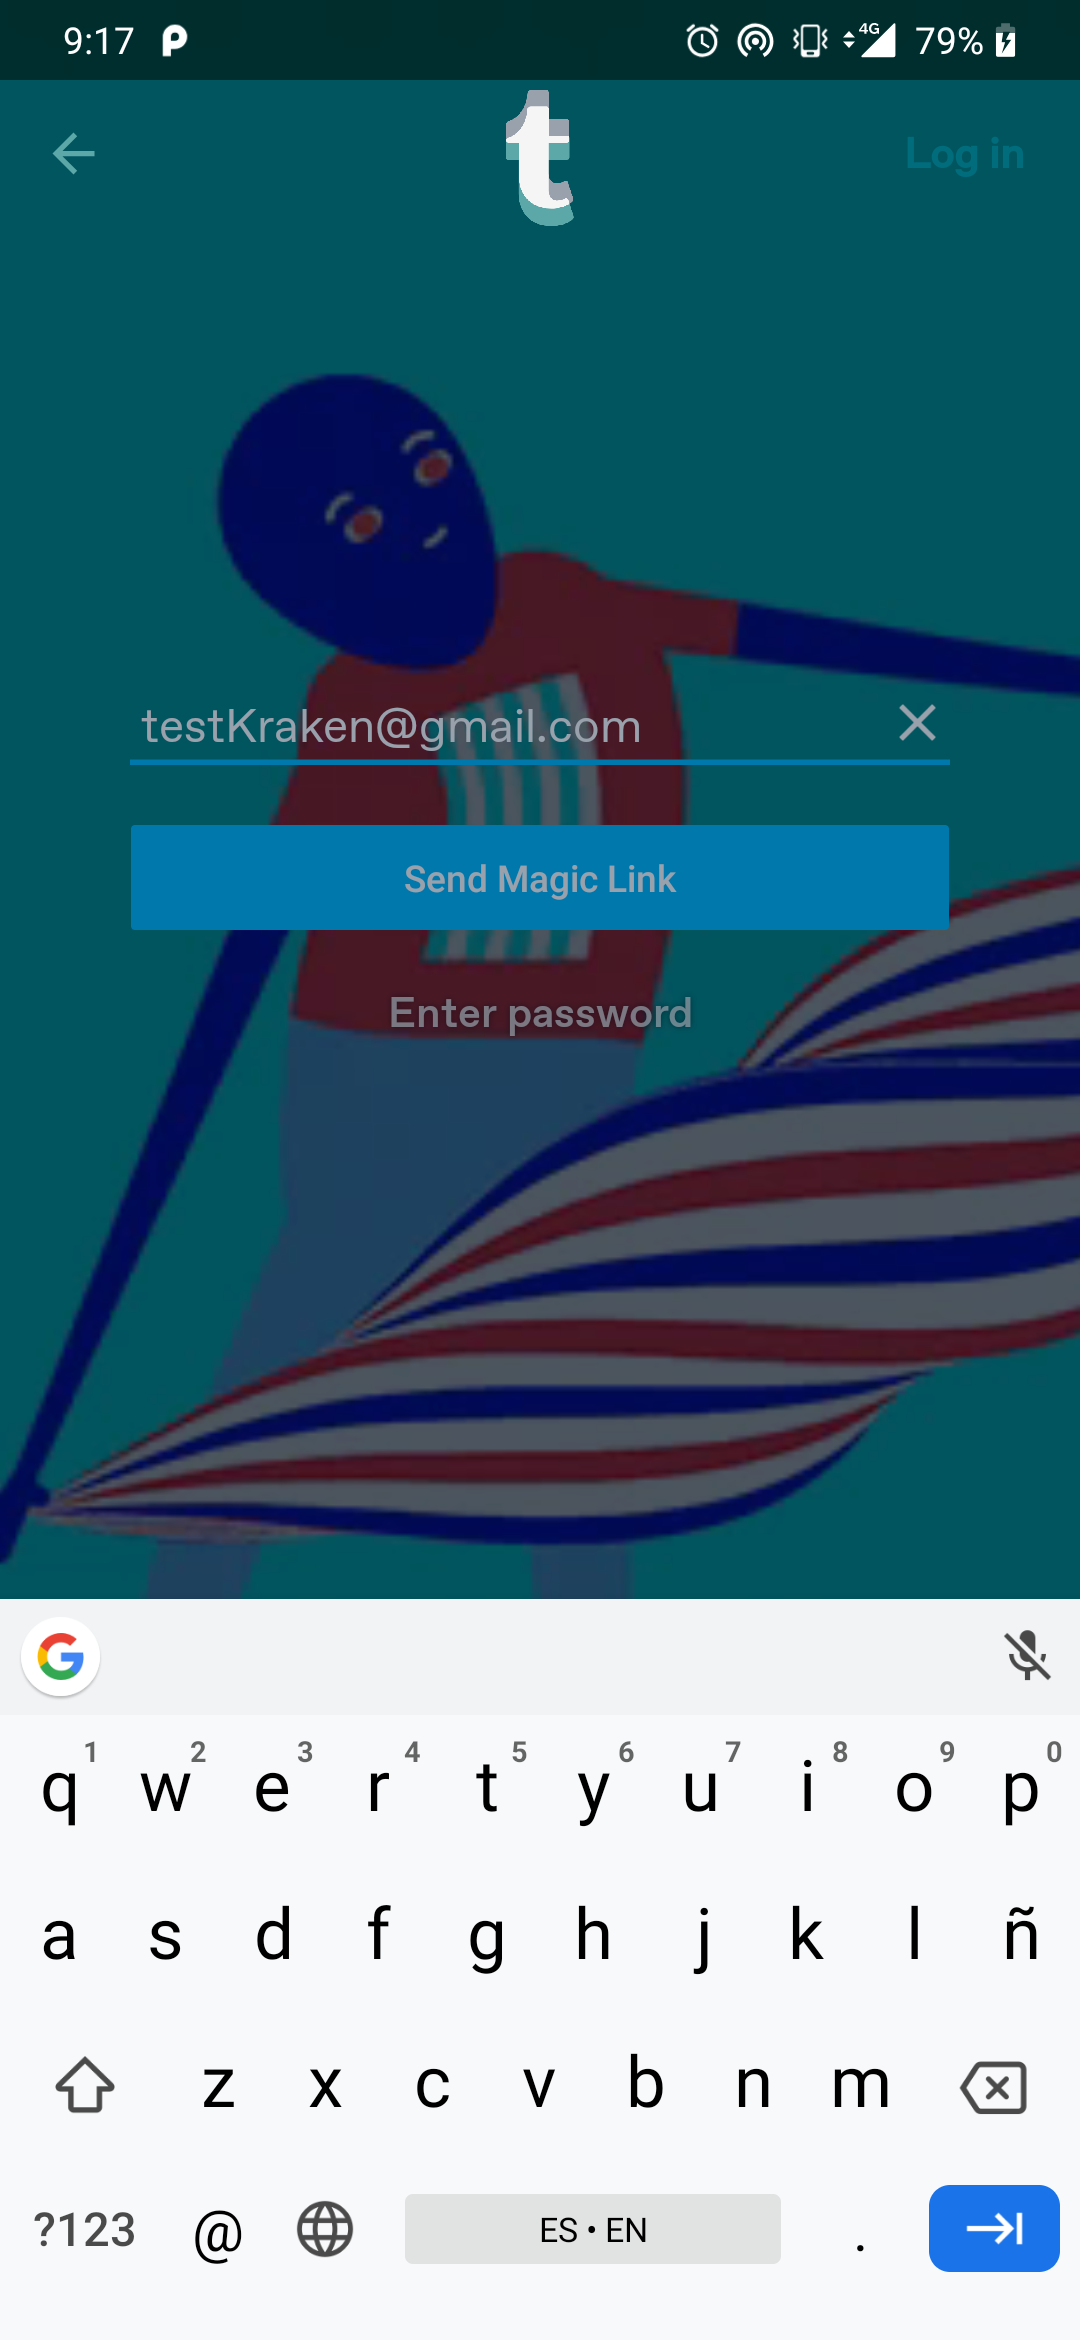 9:17
4G
79%
t
Log in
testKraken@gmail.com
Send Magic Link
Enter password
G
1 2 3 4 5 6 7 8 9 0
q w e r t y u i o p
a s d f g h j k l ñ
z x c v b n m
?123 @ ES • EN .